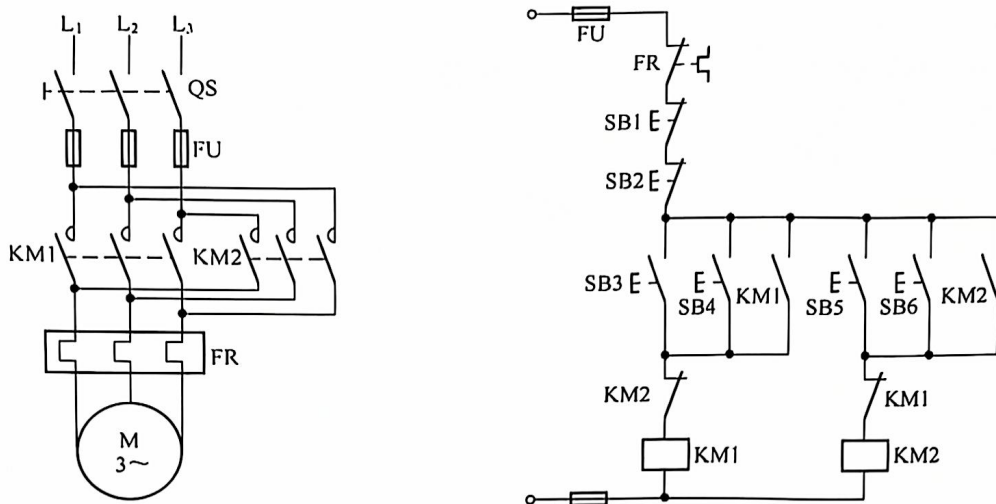 L₁ L₂ L₃
QS
FU
KM1 KM2
FR
M
3~
FU
FR
SB1
SB2
SB3 SB4 KM1 SB5 SB6 KM2
KM2 KM1
KM1 KM2